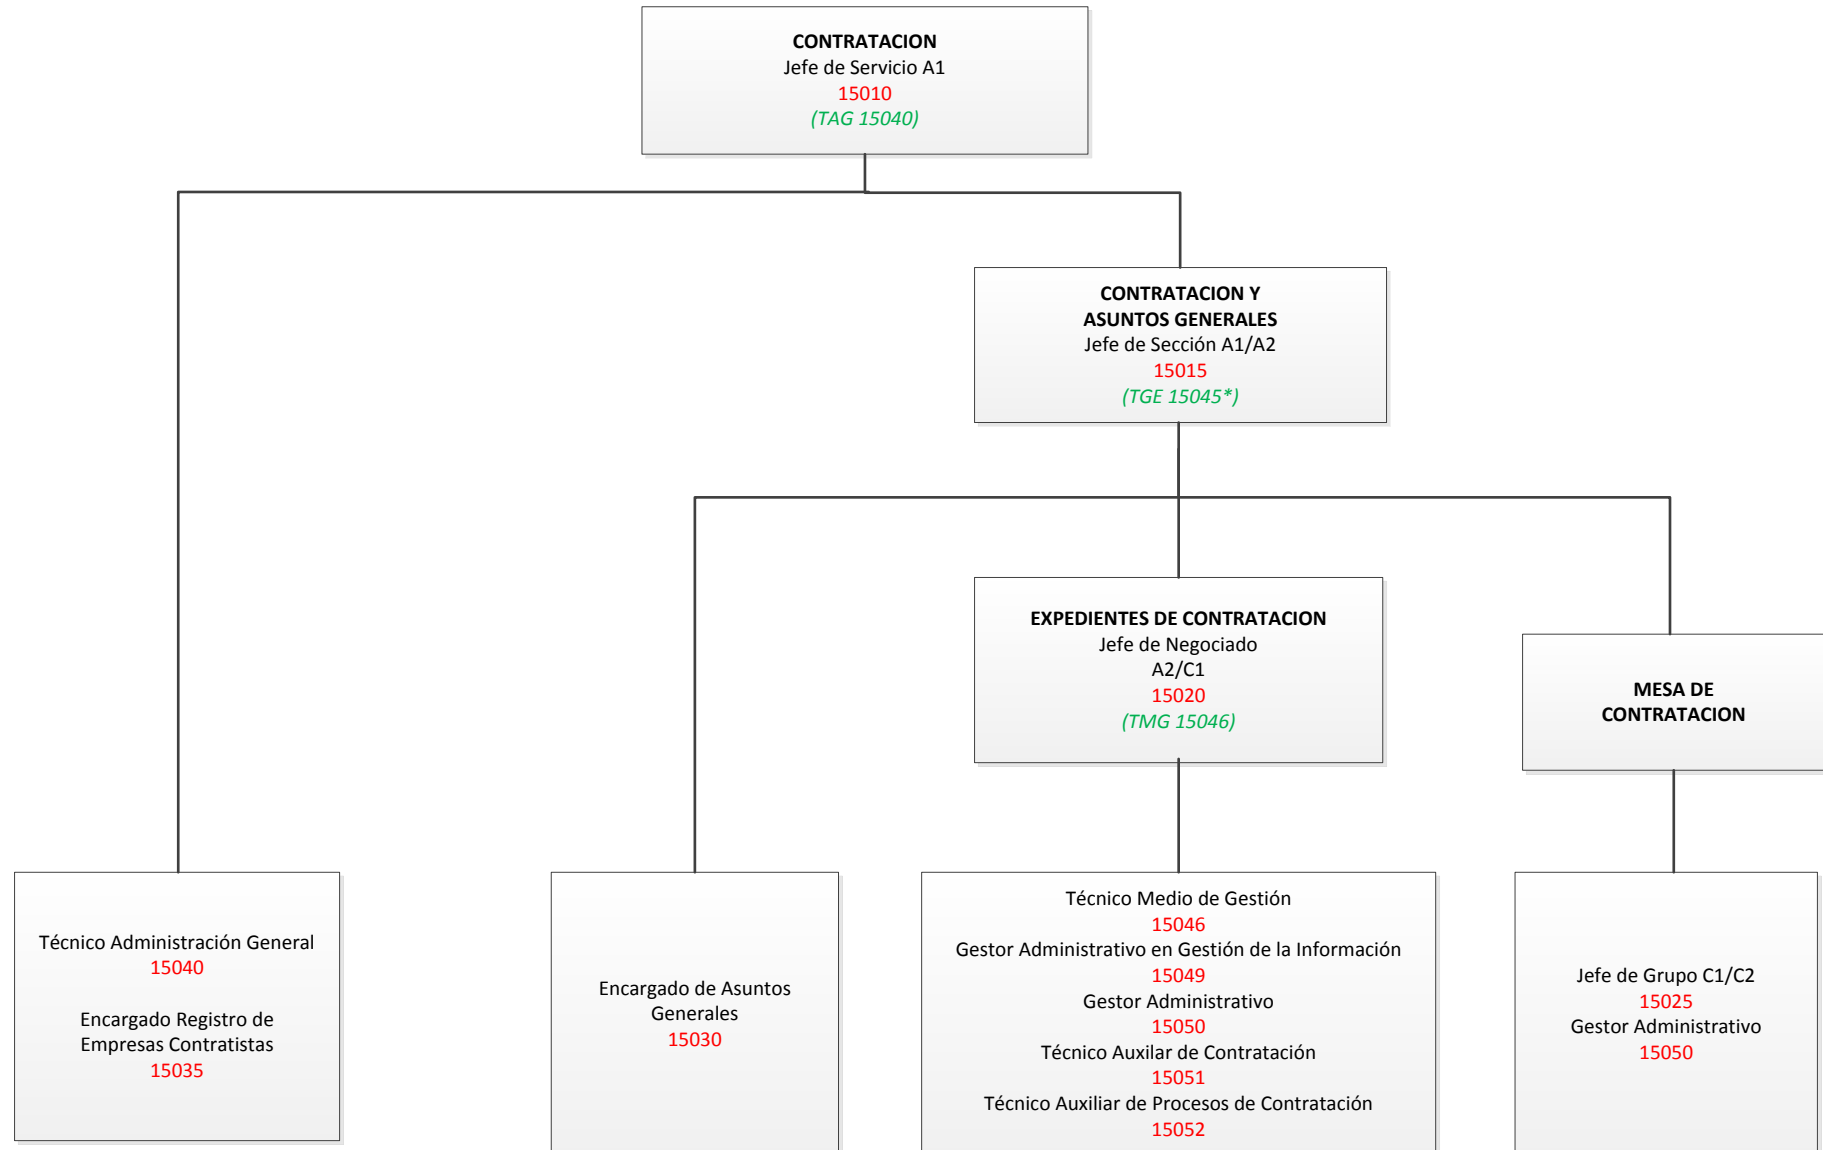 CONTRATACION
Jefe de Servicio A1
15010
(TAG 15040)
CONTRATACION Y
ASUNTOS GENERALES
Jefe de Sección A1/A2
15015
(TGE 15045*)
EXPEDIENTES DE CONTRATACION
Jefe de Negociado
A2/C1
15020
(TMG 15046)
MESA DE
CONTRATACION
Técnico Administración General
15040
Encargado Registro de
Empresas Contratistas
15035
Encargado de Asuntos
Generales
15030
Técnico Medio de Gestión
15046
Gestor Administrativo en Gestión de la Información
15049
Gestor Administrativo
15050
Técnico Auxilar de Contratación
15051
Técnico Auxiliar de Procesos de Contratación
15052
Jefe de Grupo C1/C2
15025
Gestor Administrativo
15050